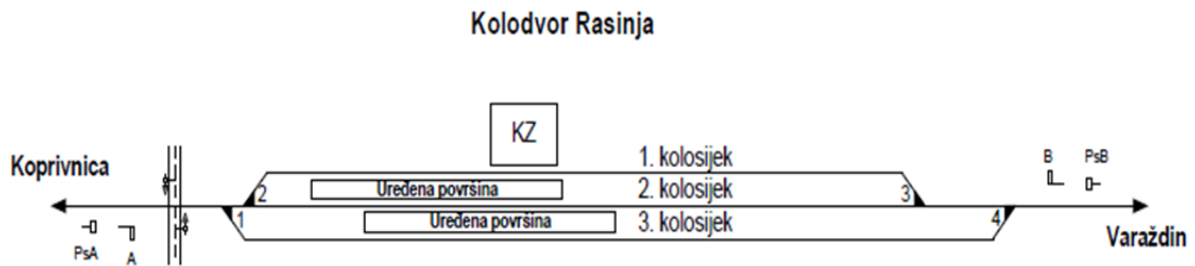 Kolodvor Rasinja
KZ
1. kolosijek
B PsB
Koprivnica
2 Uređena površina 2. kolosijek 3
1 Uređena površina 3. kolosijek 4
PsA A
Varaždin